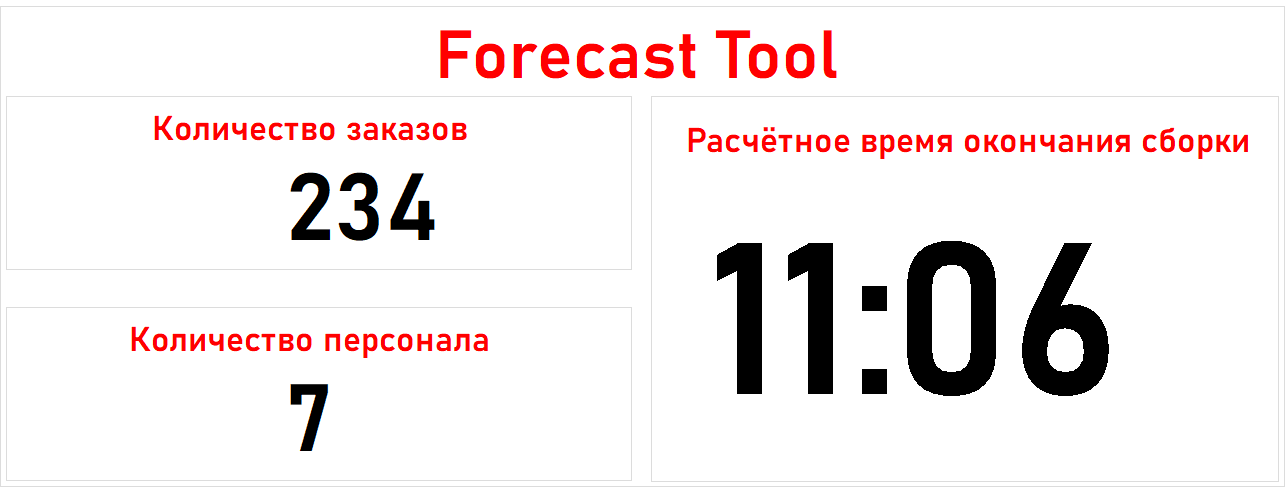 Forecast Tool
Количество заказов
234
Количество персонала
7
Расчётное время окончания сборки
11:06